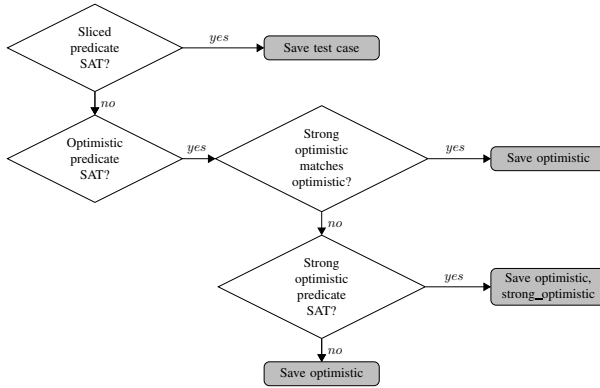 Sliced
predicate
SAT?
yes
Save test case
no
Optimistic
predicate
SAT?
yes
Strong
optimistic
matches
optimistic?
yes
Save optimistic
no
Strong
optimistic
predicate
SAT?
yes
Save optimistic,
strong_optimistic
no
Save optimistic